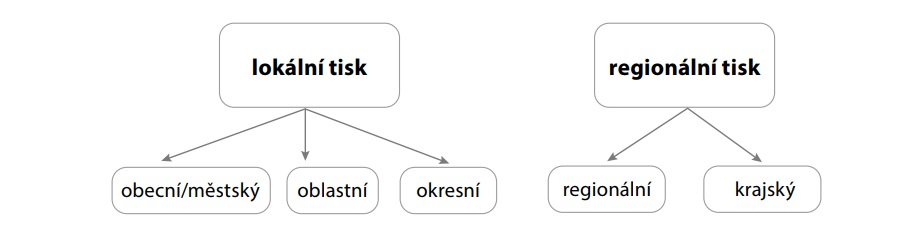 lokální tisk
regionální tisk
obecní/městský
oblastní
okresní
regionální
krajský